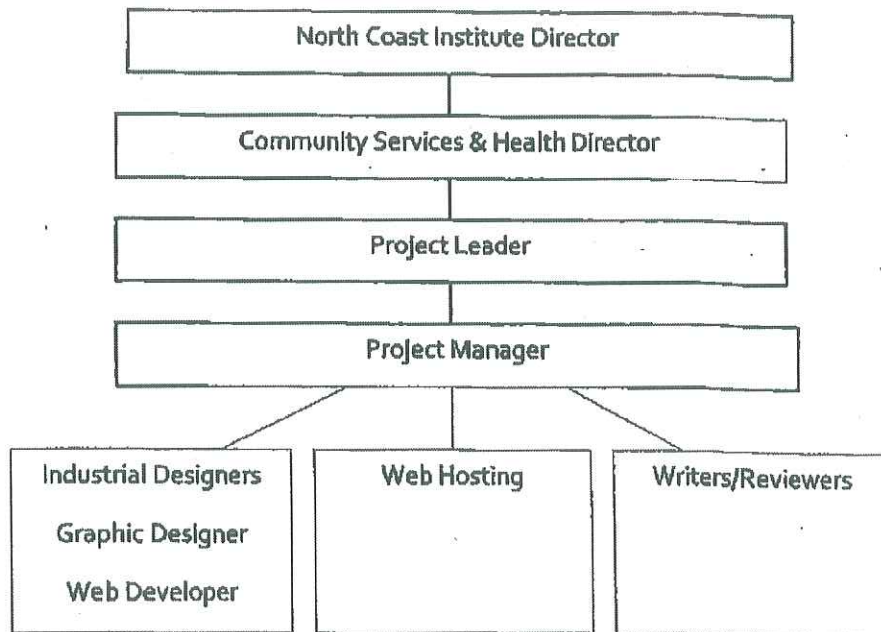 North Coast Institute Director
Community Services & Health Director
Project Leader
Project Manager
Industrial Designers
Graphic Designer
Web Developer
Web Hosting
Writers/Reviewers